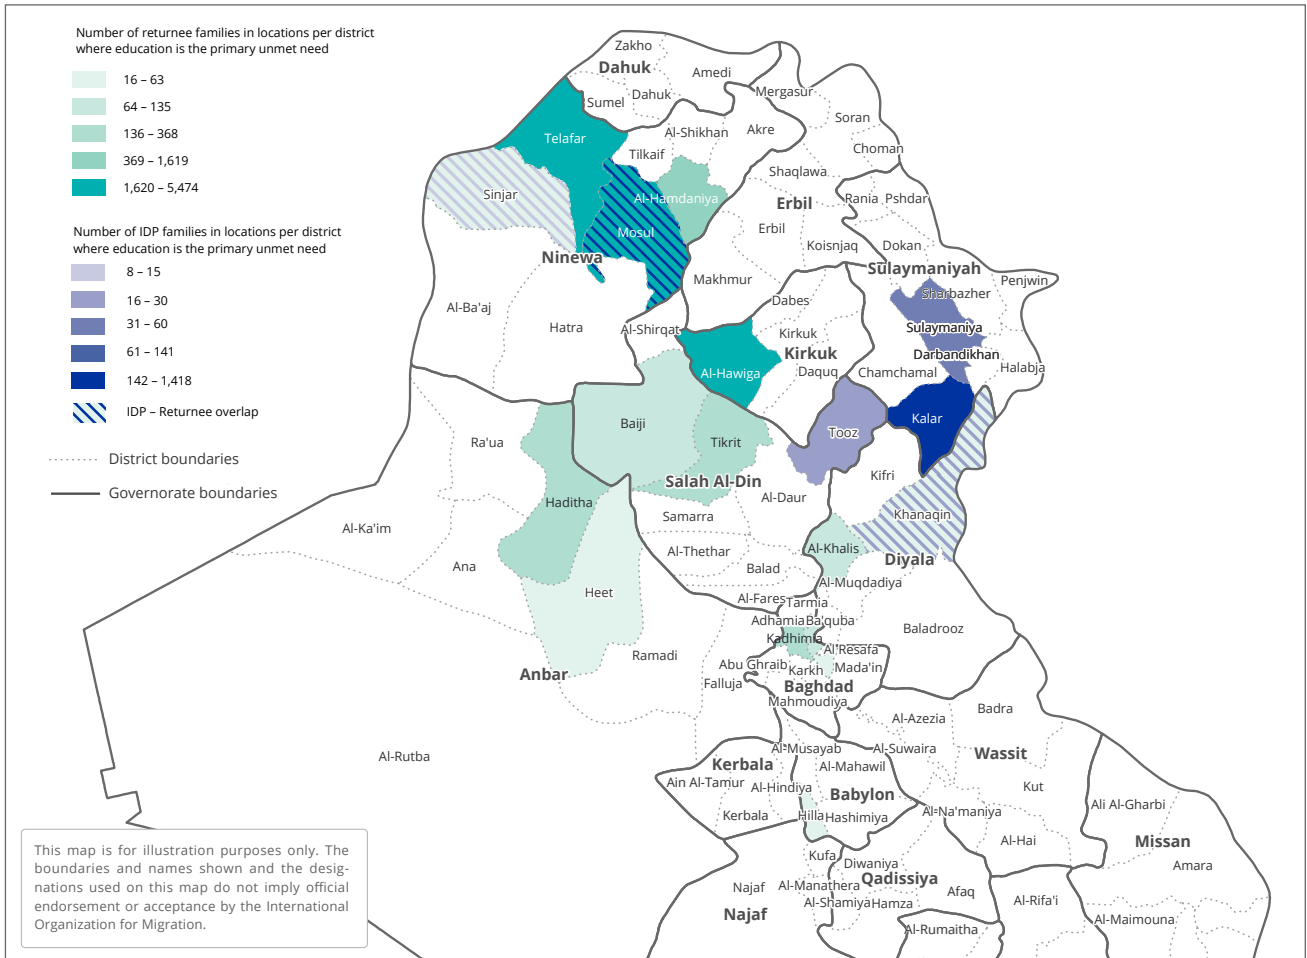 Number of returnee families in locations per district
where education is the primary unmet need
16 – 63
64 – 135
136 – 368
369 – 1,619
1,620 – 5,474
Number of IDP families in locations per district
where education is the primary unmet need
8 – 15
16 – 30
31 – 60
61 – 141
142 – 1,418
IDP – Returnee overlap
District boundaries
Governorate boundaries
Zakho
Dahuk
Amedi
Sumel
Dahuk
Mergasur
Soran
Choman
Telafar
Al-Shikhan
Akre
Tilkaif
Shaqlawa
Sinjar
Al-Hamdaniya
Rania
Pshdar
Erbil
Mosul
Erbil
Koisnjaq
Dokan
Ninewa
Sulaymaniyah
Makhmur
Penjwin
Sharbazher
Al-Ba'aj
Dabes
Hatra
Al-Shirqat
Kirkuk
Sulaymaniya
Kirkuk
Darbandikhan
Al-Hawiga
Daquq
Chamchamal
Halabja
Baiji
Tikrit
Tooz
Kalar
Ra'ua
Salah Al-Din
Kifri
Haditha
Al-Daur
Samarra
Khanaqin
Al-Ka'im
Al-Thethar
Al-Khalis
Diyala
Ana
Balad
Al-Muqdadiya
Heet
Al-Fares
Tarmia
Adhamia
Ba'quba
Baladrooz
Kadhimia
Al Resafa
Ramadi
Abu Ghraib
Karkh
Mada'in
Anbar
Falluja
Baghdad
Mahmoudiya
Badra
Al-Azezia
Al-Rutba
Al-Musayab
Al-Suwaira
Wassit
Kerbala
Al-Mahawil
Ain Al-Tamur
Al-Hindiya
Babylon
Kut
Kerbala
Hilla
Hashimiya
Al-Na'maniya
Ali Al-Gharbi
Al-Hai
Missan
Kufa
Diwaniya
Amara
Najaf
Al-Manathera
Qadissiya
Afaq
Al-Shamiya
Hamza
Al-Rifa'i
Najaf
Al-Maimouna
Al-Rumaitha
This map is for illustration purposes only. The
boundaries and names shown and the desig-
nations used on this map do not imply official
endorsement or acceptance by the International
Organization for Migration.